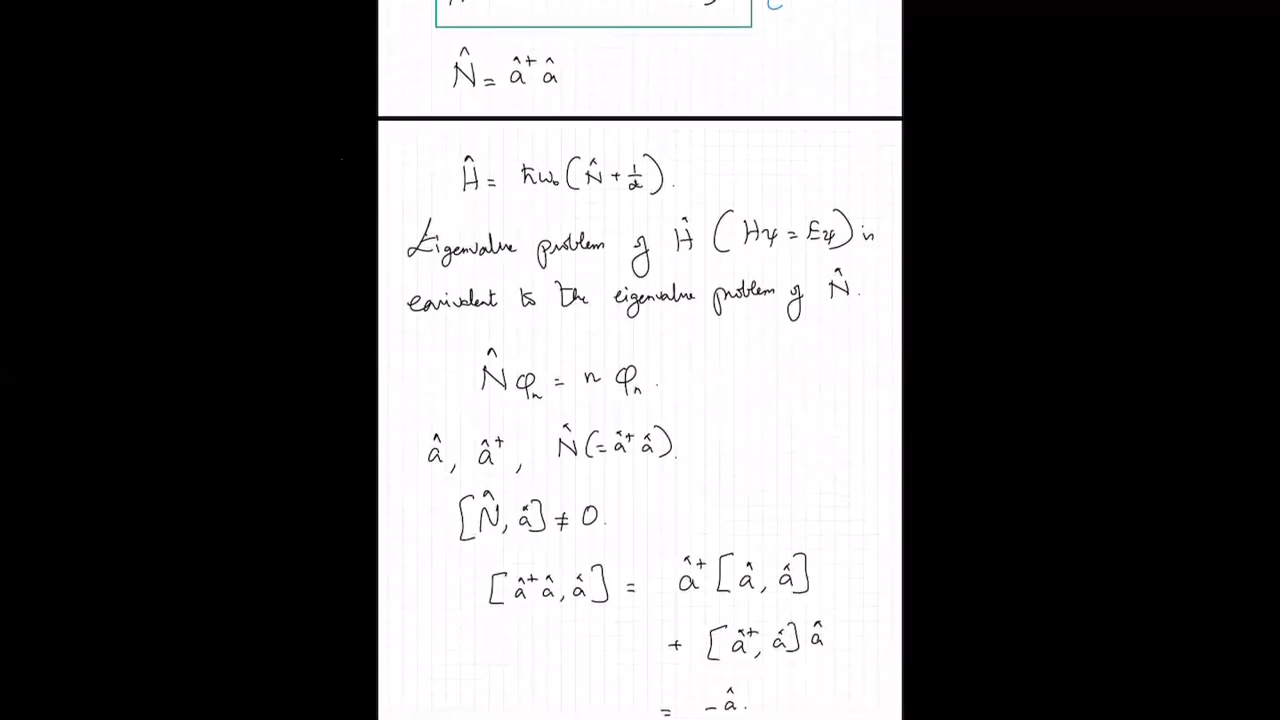 N̂ = â⁺ â
Ĥ = ħω₀ (N̂ + 1/2).
Eigenvalue problem of Ĥ (Hψ = Eψ) is
equivalent to the eigenvalue problem of N̂.
N̂ φₙ = n φₙ.
â, â⁺, N̂ (= â⁺ â).
[N̂, â] ≠ 0.
[â⁺ â, â] = â⁺ [â, â]
+ [â⁺, â] â
= -â.